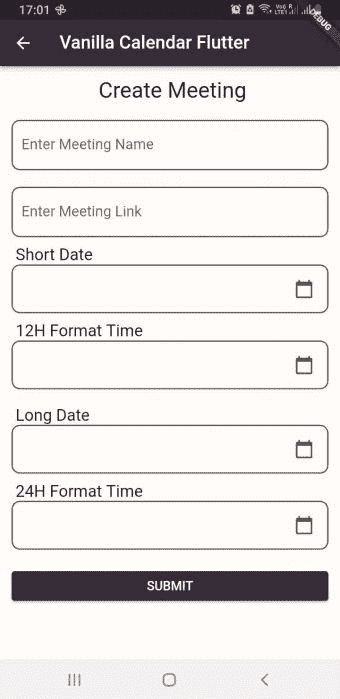 17:01
DEBUG
Vanilla Calendar Flutter
Create Meeting
Enter Meeting Name
Enter Meeting Link
Short Date
12H Format Time
Long Date
24H Format Time
SUBMIT